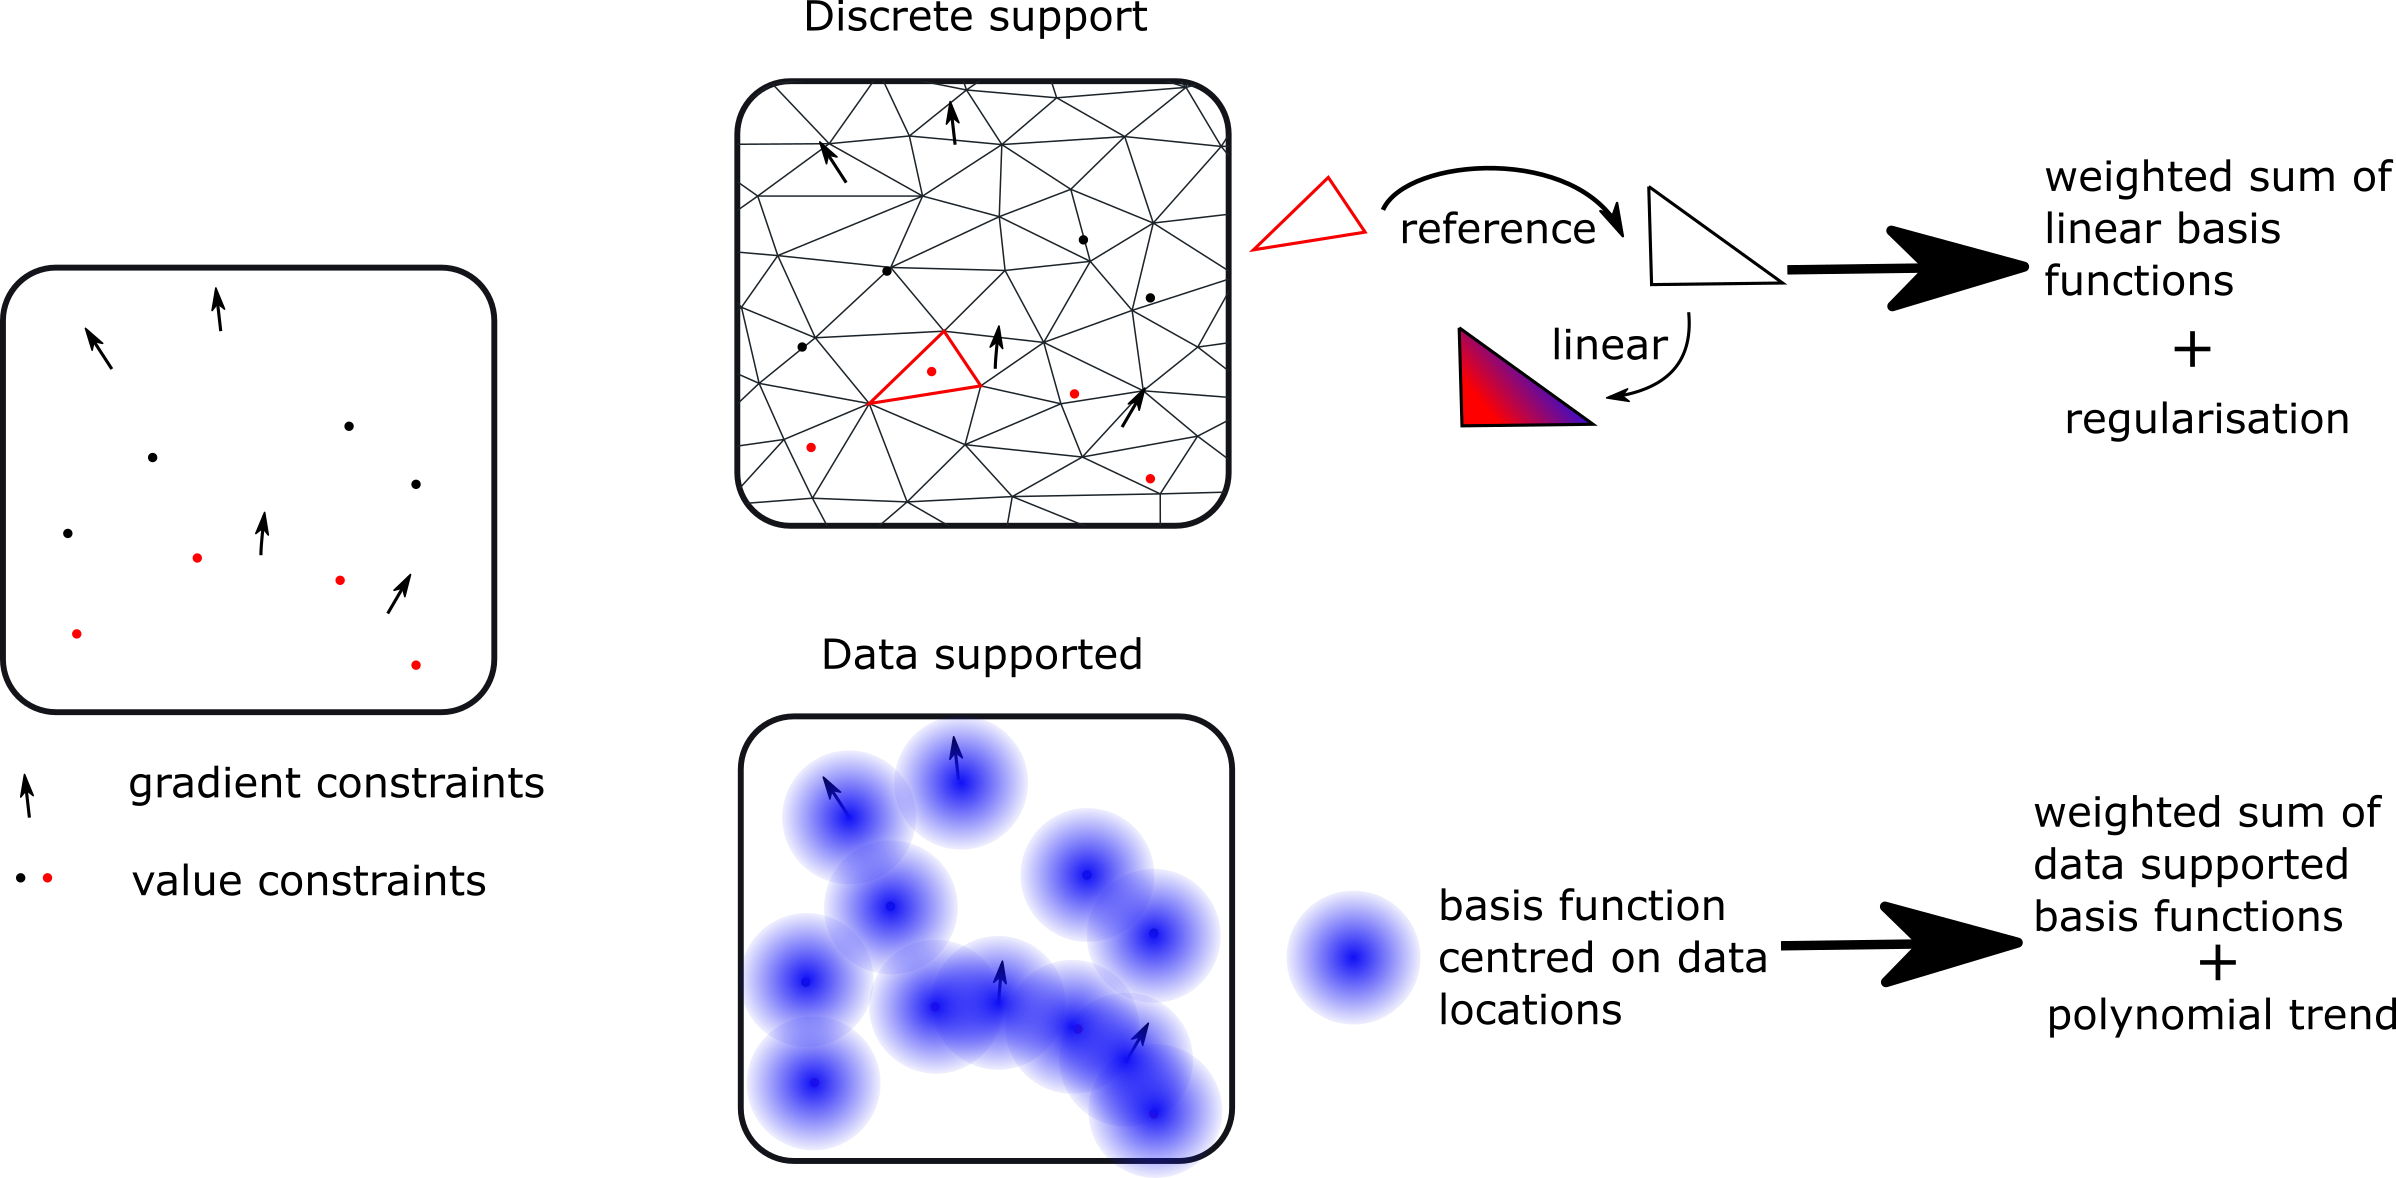 Discrete support
reference
linear
weighted sum of
linear basis
functions
+
regularisation
gradient constraints
value constraints
Data supported
basis function
centred on data
locations
weighted sum of
data supported
basis functions
+
polynomial trend